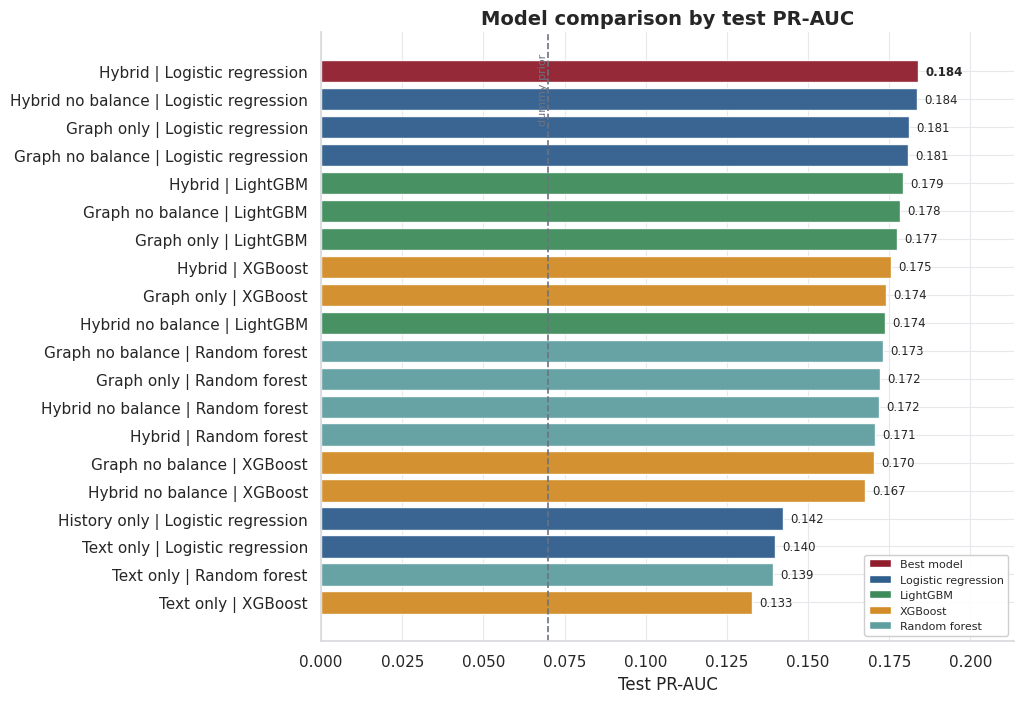 Model comparison by test PR-AUC
dummy prior
Hybrid | Logistic regression 0.184
Hybrid no balance | Logistic regression 0.184
Graph only | Logistic regression 0.181
Graph no balance | Logistic regression 0.181
Hybrid | LightGBM 0.179
Graph no balance | LightGBM 0.178
Graph only | LightGBM 0.177
Hybrid | XGBoost 0.175
Graph only | XGBoost 0.174
Hybrid no balance | LightGBM 0.174
Graph no balance | Random forest 0.173
Graph only | Random forest 0.172
Hybrid no balance | Random forest 0.172
Hybrid | Random forest 0.171
Graph no balance | XGBoost 0.170
Hybrid no balance | XGBoost 0.167
History only | Logistic regression 0.142
Text only | Logistic regression 0.140
Text only | Random forest 0.139
Text only | XGBoost 0.133
Best model
Logistic regression
LightGBM
XGBoost
Random forest
0.000 0.025 0.050 0.075 0.100 0.125 0.150 0.175 0.200
Test PR-AUC